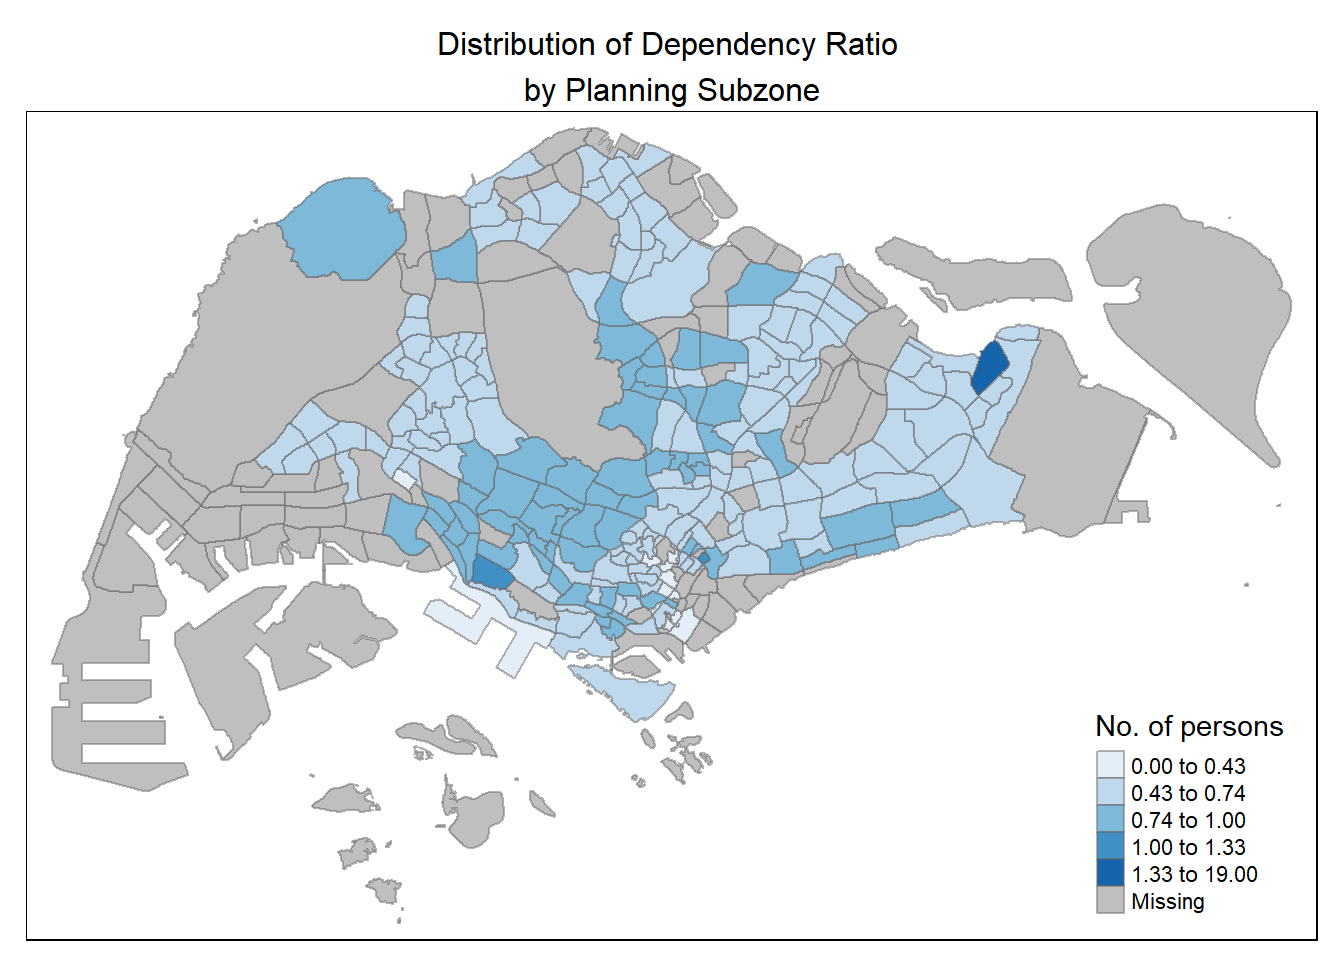 Distribution of Dependency Ratio
by Planning Subzone
No. of persons
0.00 to 0.43
0.43 to 0.74
0.74 to 1.00
1.00 to 1.33
1.33 to 19.00
Missing